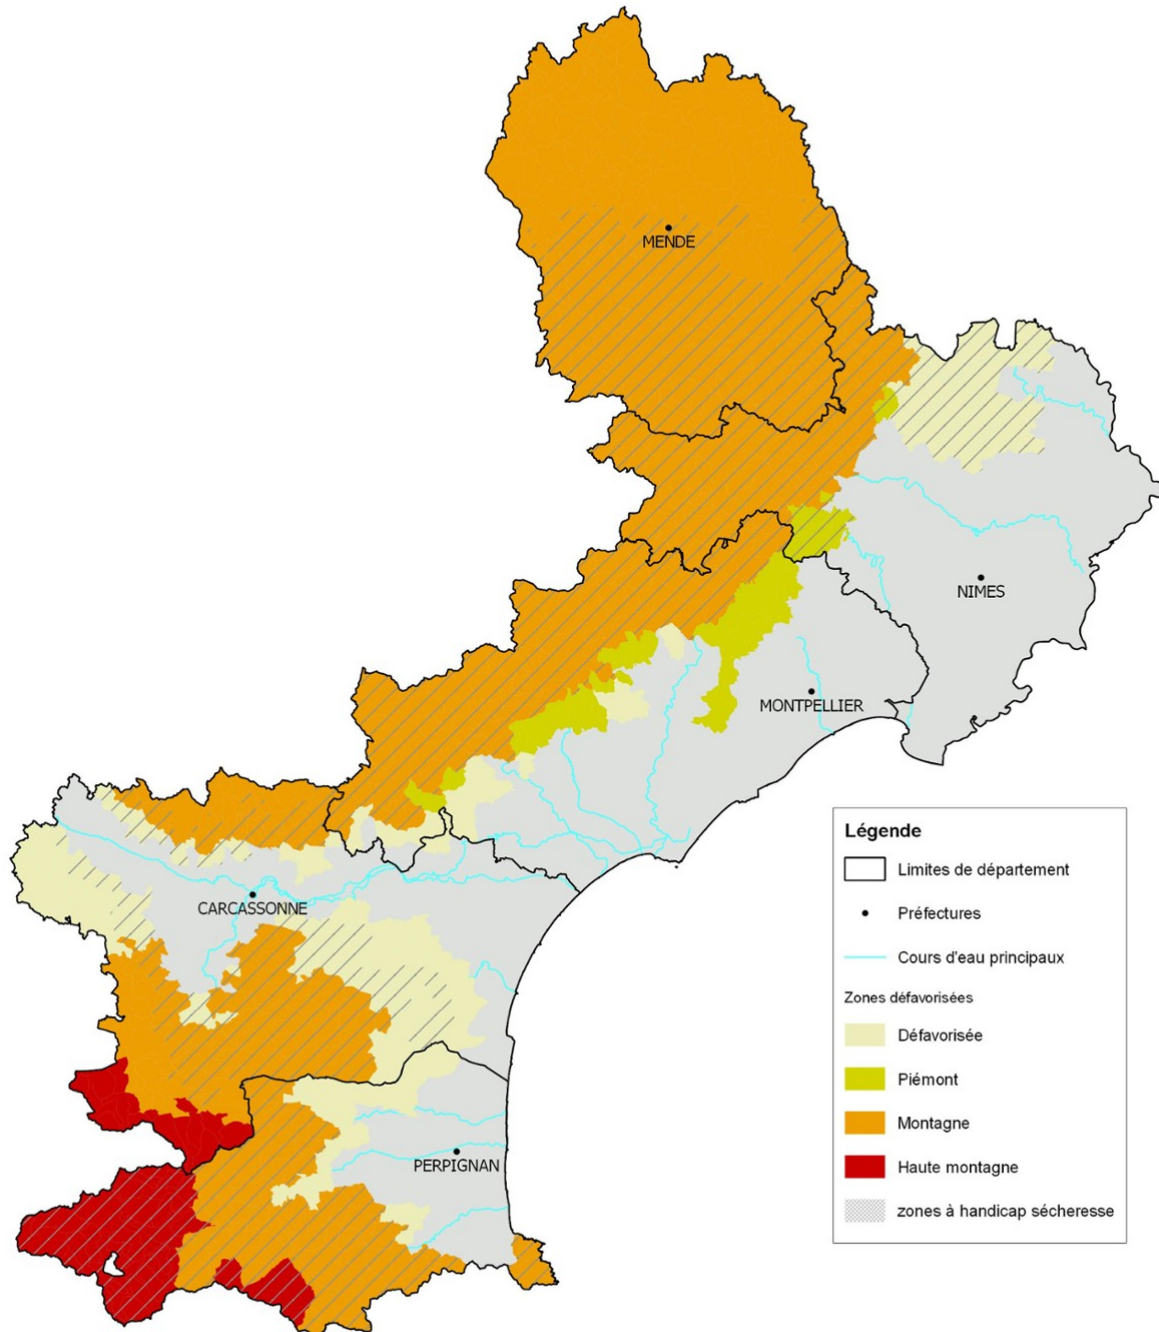 MENDE
NIMES
MONTPELLIER
CARCASSONNE
PERPIGNAN
Légende
Limites de département
Préfectures
Cours d'eau principaux
Zones défavorisées
Défavorisée
Piémont
Montagne
Haute montagne
zones à handicap sécheresse